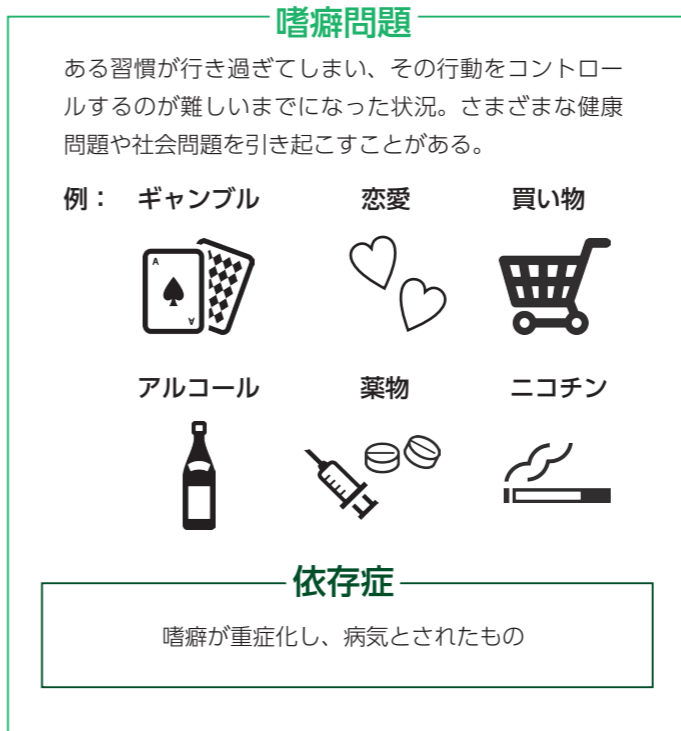 嗜癖問題
ある習慣が行き過ぎてしまい、その行動をコントロー
ルするのが難しいまでになった状況。さまざまな健康
問題や社会問題を引き起こすことがある。
例： ギャンブル 恋愛 買い物
A
A
アルコール 薬物 ニコチン
依存症
嗜癖が重症化し、病気とされたもの